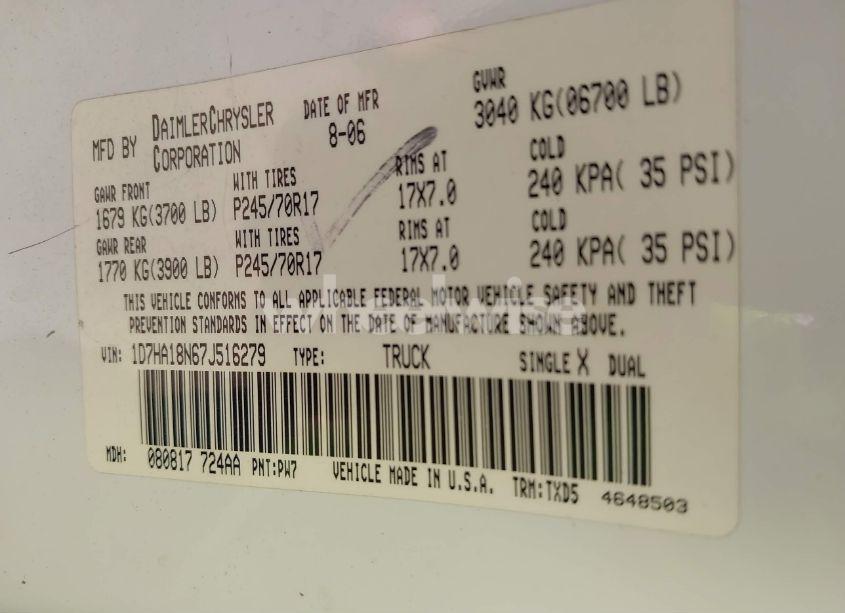 MFD BY DAIMLERCHRYSLER CORPORATION DATE OF MFR 8-06 GVWR 3040 KG(06700 LB)
GAWR FRONT WITH TIRES RIMS AT COLD
1679 KG(3700 LB) P245/70R17 17X7.0 240 KPA( 35 PSI)
GAWR REAR WITH TIRES RIMS AT COLD
1770 KG(3900 LB) P245/70R17 17X7.0 240 KPA( 35 PSI)
THIS VEHICLE CONFORMS TO ALL APPLICABLE FEDERAL MOTOR VEHICLE SAFETY AND THEFT
PREVENTION STANDARDS IN EFFECT ON THE DATE OF MANUFACTURE SHOWN ABOVE.
VIN: 1D7HA18N67J516279 TYPE: TRUCK SINGLE X DUAL
MDH: 080817 724AA PNT:PW7 VEHICLE MADE IN U.S.A. TRM:TXD5 4648503